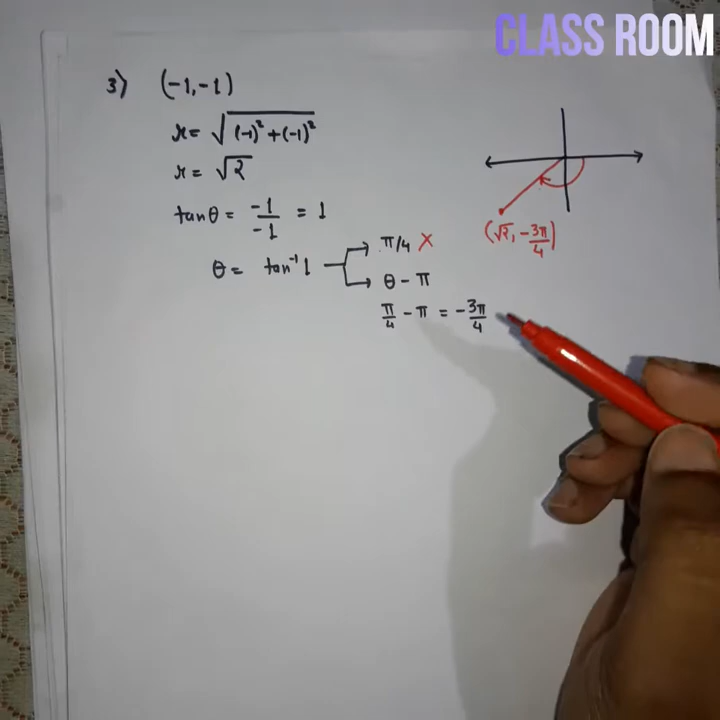 CLASS ROOM
3) (-1,-1)
r = √(-1)² + (-1)²
r = √2
tanθ = -1/-1 = 1
θ = tan⁻¹ 1
π/4 ×
θ - π
π/4 - π = -3π/4
(√2, -3π/4)